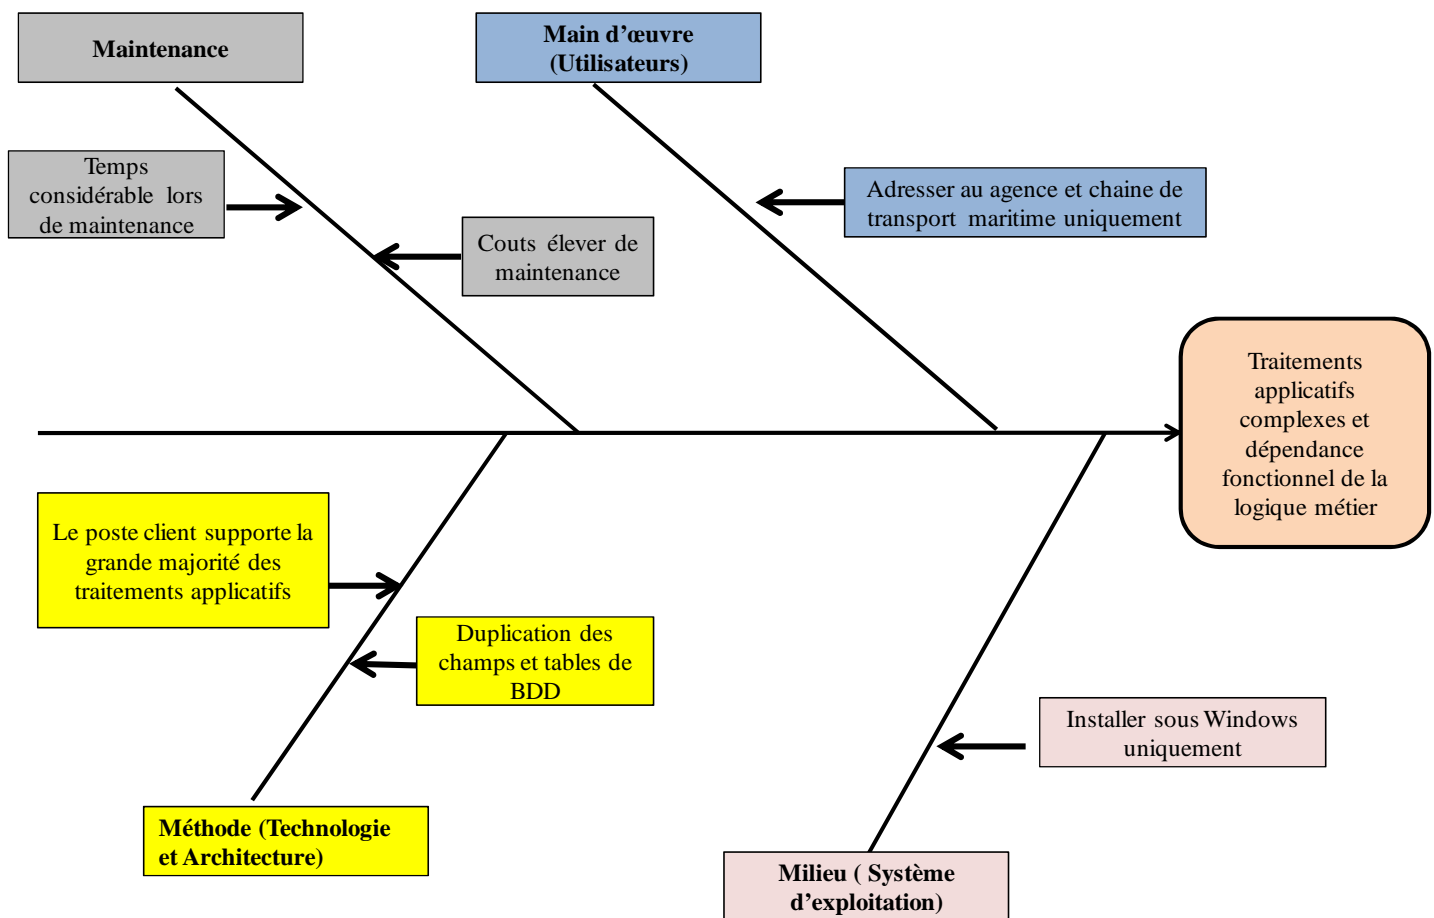 Maintenance
Main d’œuvre
(Utilisateurs)
Temps
considérable lors
de maintenance
Couts élever de
maintenance
Adresser au agence et chaine de
transport maritime uniquement
Traitements
applicatifs
complexes et
dépendance
fonctionnel de la
logique métier
Le poste client supporte la
grande majorité des
traitements applicatifs
Duplication des
champs et tables de
BDD
Installer sous Windows
uniquement
Méthode (Technologie
et Architecture)
Milieu ( Système
d’exploitation)